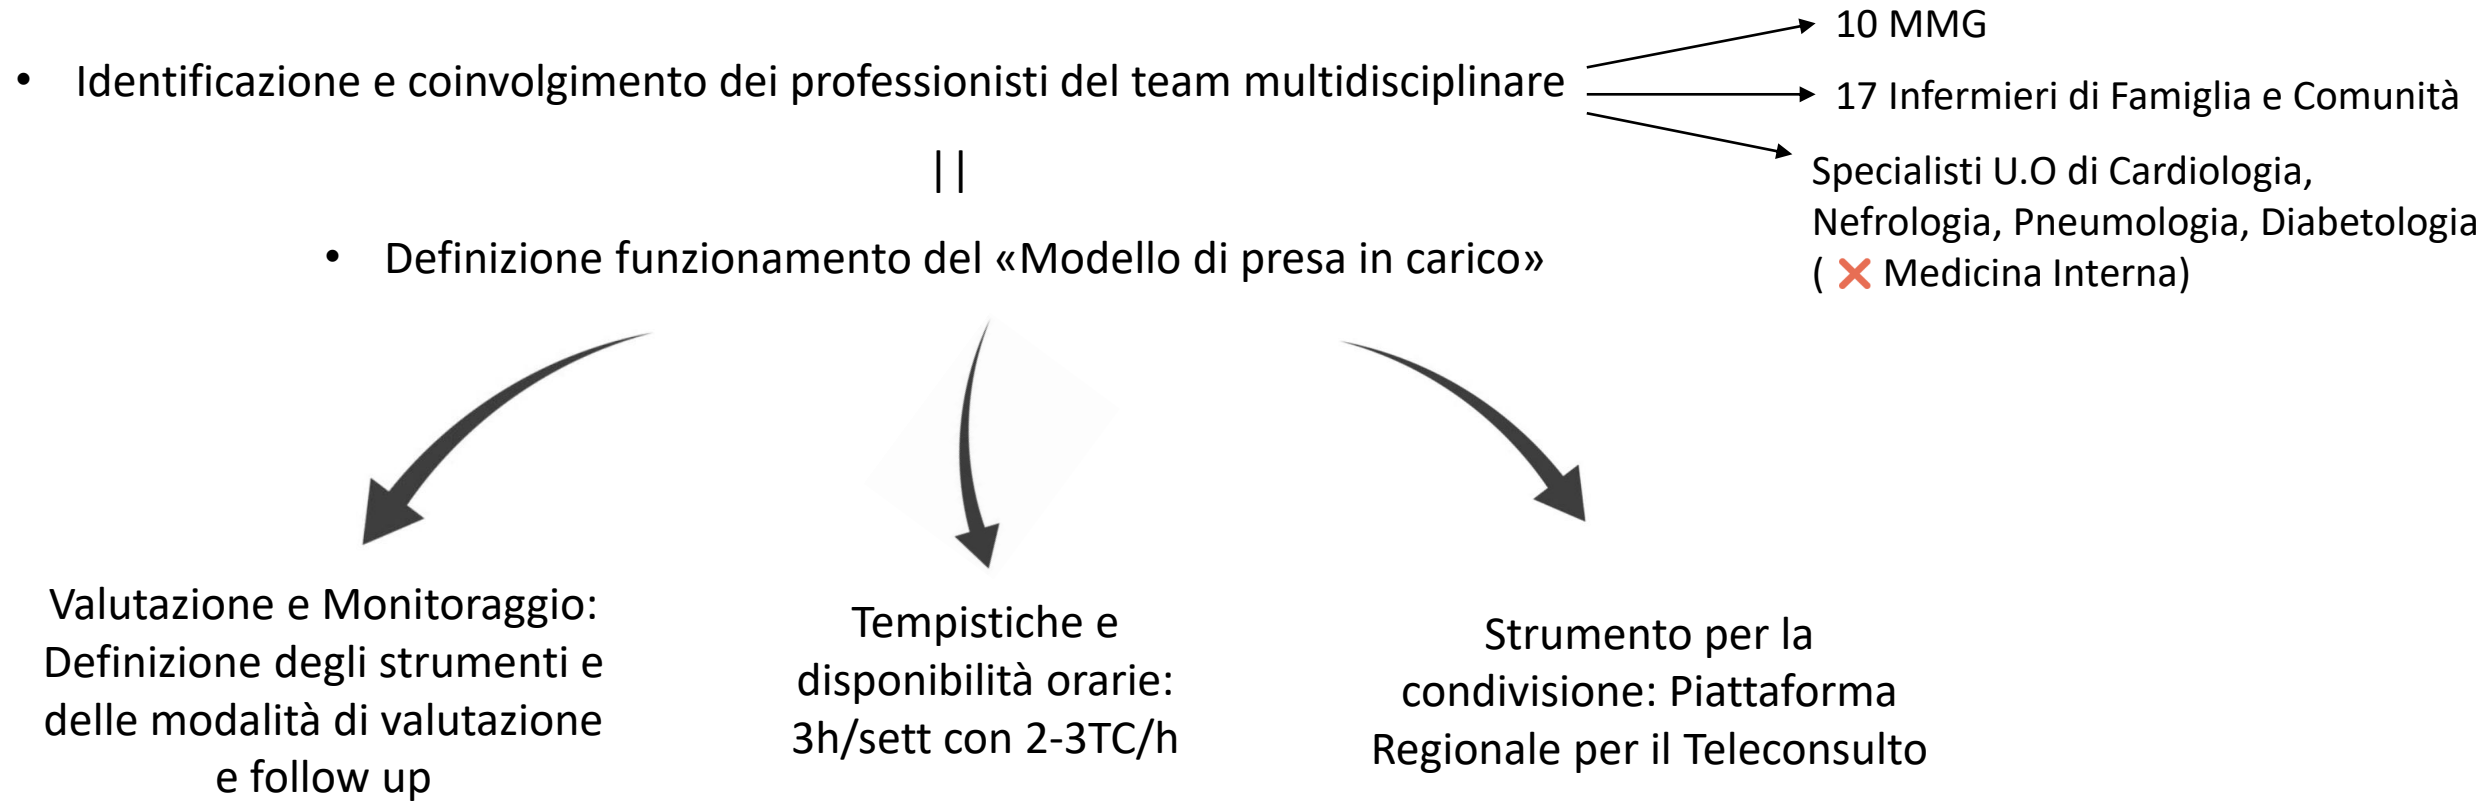 • Identificazione e coinvolgimento dei professionisti del team multidisciplinare
10 MMG
17 Infermieri di Famiglia e Comunità
Specialisti U.O di Cardiologia,
Nefrologia, Pneumologia, Diabetologia
( ❌ Medicina Interna)
||
• Definizione funzionamento del «Modello di presa in carico»
Valutazione e Monitoraggio:
Definizione degli strumenti e
delle modalità di valutazione
e follow up
Tempistiche e
disponibilità orarie:
3h/sett con 2-3TC/h
Strumento per la
condivisione: Piattaforma
Regionale per il Teleconsulto